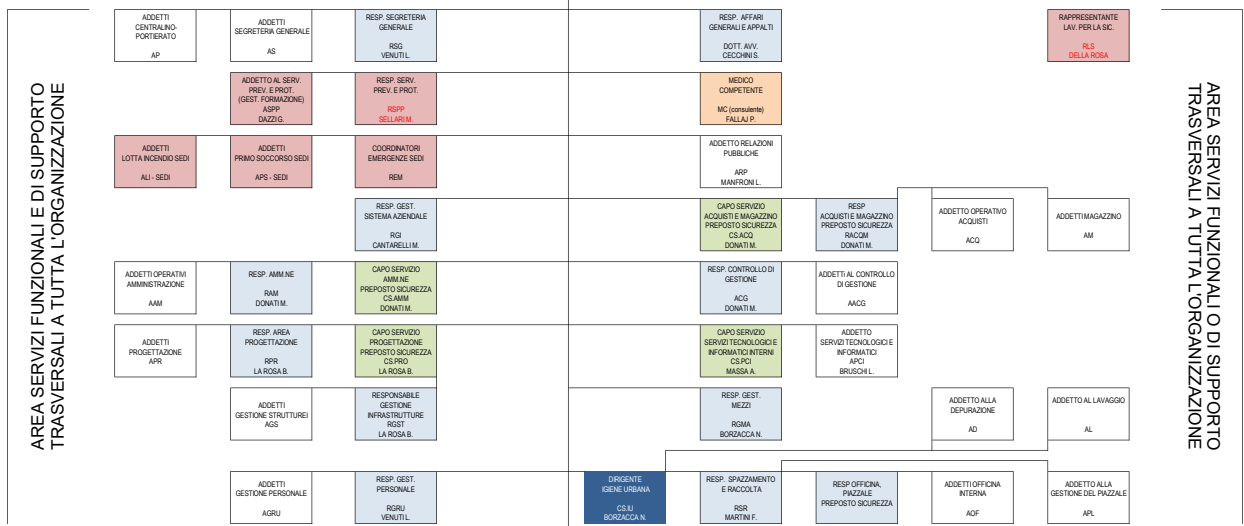 AREA SERVIZI FUNZIONALI E DI SUPPORTO
TRASVERSALI A TUTTA L'ORGANIZZAZIONE
ADDETTI
CENTRALINO-
PORTIERATO
AP
ADDETTI
SEGRETERIA GENERALE
AS
RESP. SEGRETERIA
GENERALE
RSG
VENUTI L.
RESP. AFFARI
GENERALI E APPALTI
DOTT. AVV.
CECCHINI S.
RAPPRESENTANTE
LAV. PER LA SIC.
RLS
DELLA ROSA
ADDETTO AL SERV.
PREV. E PROT.
(GEST. FORMAZIONE)
ASPP
DAZZI G.
RESP. SERV.
PREV. E PROT.
RSPP
SELLARI M.
MEDICO
COMPETENTE
MC (consulente)
FALLAJ P.
ADDETTI
LOTTA INCENDIO SEDI
ALI - SEDI
ADDETTI
PRIMO SOCCORSO SEDI
APS - SEDI
COORDINATORI
EMERGENZE SEDI
REM
ADDETTO RELAZIONI
PUBBLICHE
ARP
MANFRONI L.
RESP. GEST.
SISTEMA AZIENDALE
RGI
CANTARELLI M.
CAPO SERVIZIO
ACQUISTI E MAGAZZINO
PREPOSTO SICUREZZA
CS.ACQ
DONATI M.
RESP
ACQUISTI E MAGAZZINO
PREPOSTO SICUREZZA
RACQM
DONATI M.
ADDETTO OPERATIVO
ACQUISTI
ACQ
ADDETTI MAGAZZINO
AM
ADDETTI OPERATIVI
AMMINISTRAZIONE
AAM
RESP. AMM.NE
RAM
DONATI M.
CAPO SERVIZIO
AMM.NE
PREPOSTO SICUREZZA
CS.AMM
DONATI M.
RESP. CONTROLLO DI
GESTIONE
ACG
DONATI M.
ADDETTi AL CONTROLLO
DI GESTIONE
AACG
ADDETTI
PROGETTAZIONE
APR
RESP. AREA
PROGETTAZIONE
RPR
LA ROSA B.
CAPO SERVIZIO
PROGETTAZIONE
PREPOSTO SICUREZZA
CS.PRO
LA ROSA B.
CAPO SERVIZIO
SERVIZI TECNOLOGICI E
INFORMATICI INTERNI
CS.PCI
MASSA A.
ADDETTO
SERVIZI TECNOLOGICI E
INFORMATICI
APCI
BRUSCHI L.
ADDETTI
GESTIONE STRUTTUREI
AGS
RESPONSABILE
GESTIONE
INFRASTRUTTURE
RGST
LA ROSA B.
RESP. GEST.
MEZZI
RGMA
BORZACCA N.
ADDETTO ALLA
DEPURAZIONE
AD
ADDETTO AL LAVAGGIO
AL
ADDETTI
GESTIONE PERSONALE
AGRU
RESP. GEST.
PERSONALE
RGRU
VENUTI L.
DIRIGENTE
IGIENE URBANA
CS.IU
BORZACCA N.
RESP. SPAZZAMENTO
E RACCOLTA
RSR
MARTINI F.
RESP OFFICINA,
PIAZZALE
PREPOSTO SICUREZZA
ADDETTI OFFICINA
INTERNA
AOF
ADDETTO ALLA
GESTIONE DEL PIAZZALE
APL
AREA SERVIZI FUNZIONALI O DI SUPPORTO
TRASVERSALI A TUTTA L'ORGANIZZAZIONE